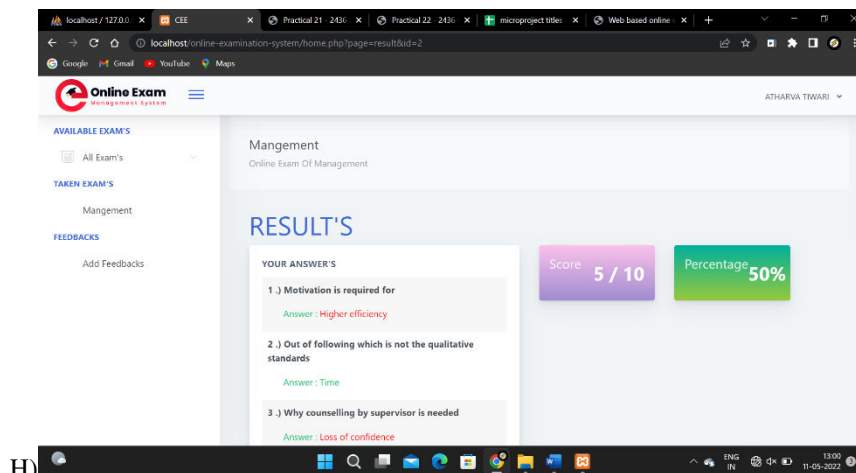 localhost / 127.0.0.
CEE
Practical 21 - 2436
Practical 22 - 2436
microproject titles
Web based online
localhost/online-examination-system/home.php?page=result&id=2
Google
Gmail
YouTube
Maps
Online Exam
Management System
ATHARVA TIWARI
AVAILABLE EXAM'S
All Exam's
TAKEN EXAM'S
Mangement
FEEDBACKS
Add Feedbacks
Mangement
Online Exam Of Management
RESULT'S
YOUR ANSWER'S
1 .) Motivation is required for
Answer : Higher efficiency
2 .) Out of following which is not the qualitative
standards
Answer : Time
3 .) Why counselling by supervisor is needed
Answer : Loss of confidence
Score
5 / 10
Percentage
50%
H)
ENG
IN
13:00
11-05-2022